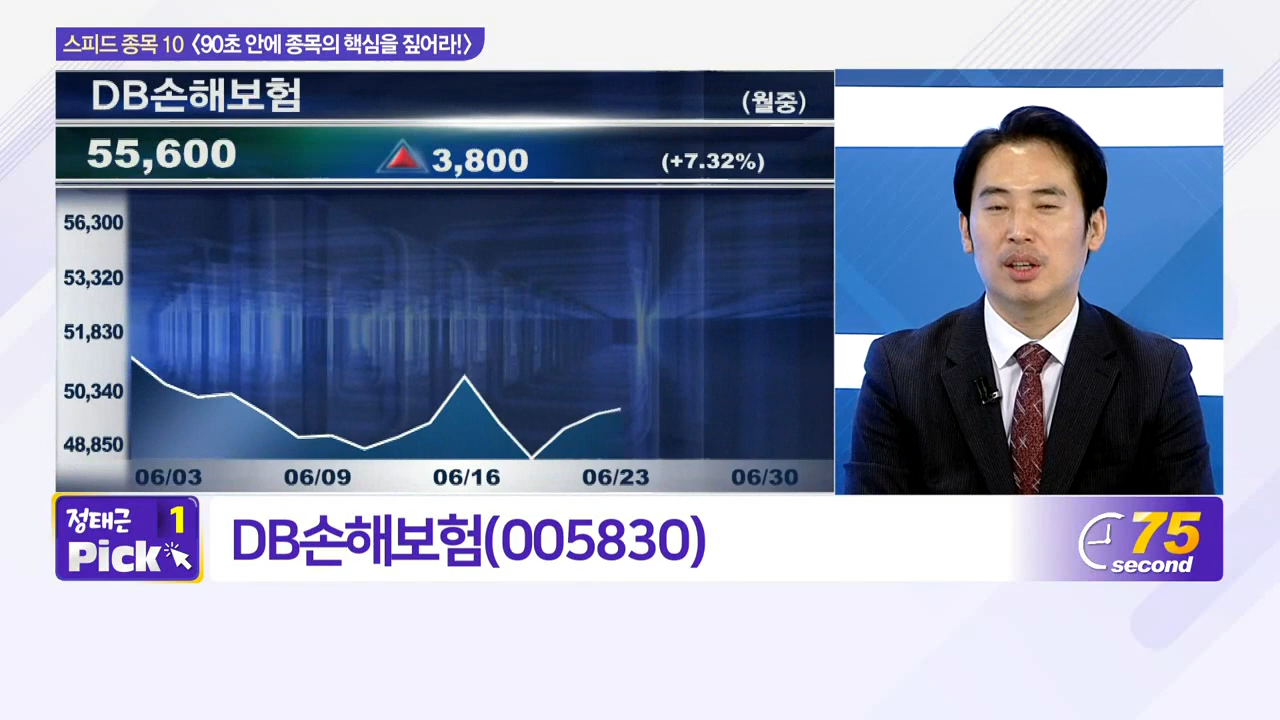 스피드 종목 10 <90초 안에 종목의 핵심을 짚어라!>
DB손해보험 (월중)
55,600 3,800 (+7.32%)
56,300
53,320
51,830
50,340
48,850
06/03 06/09 06/16 06/23 06/30
정태근 1
Pick
DB손해보험(005830)
75
second